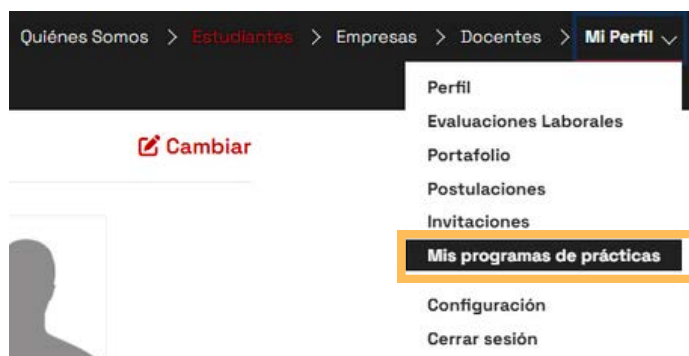 Quiénes Somos > Estudiantes > Empresas > Docentes > Mi Perfil
Perfil
Evaluaciones Laborales
Cambiar
Portafolio
Postulaciones
Invitaciones
Mis programas de prácticas
Configuración
Cerrar sesión